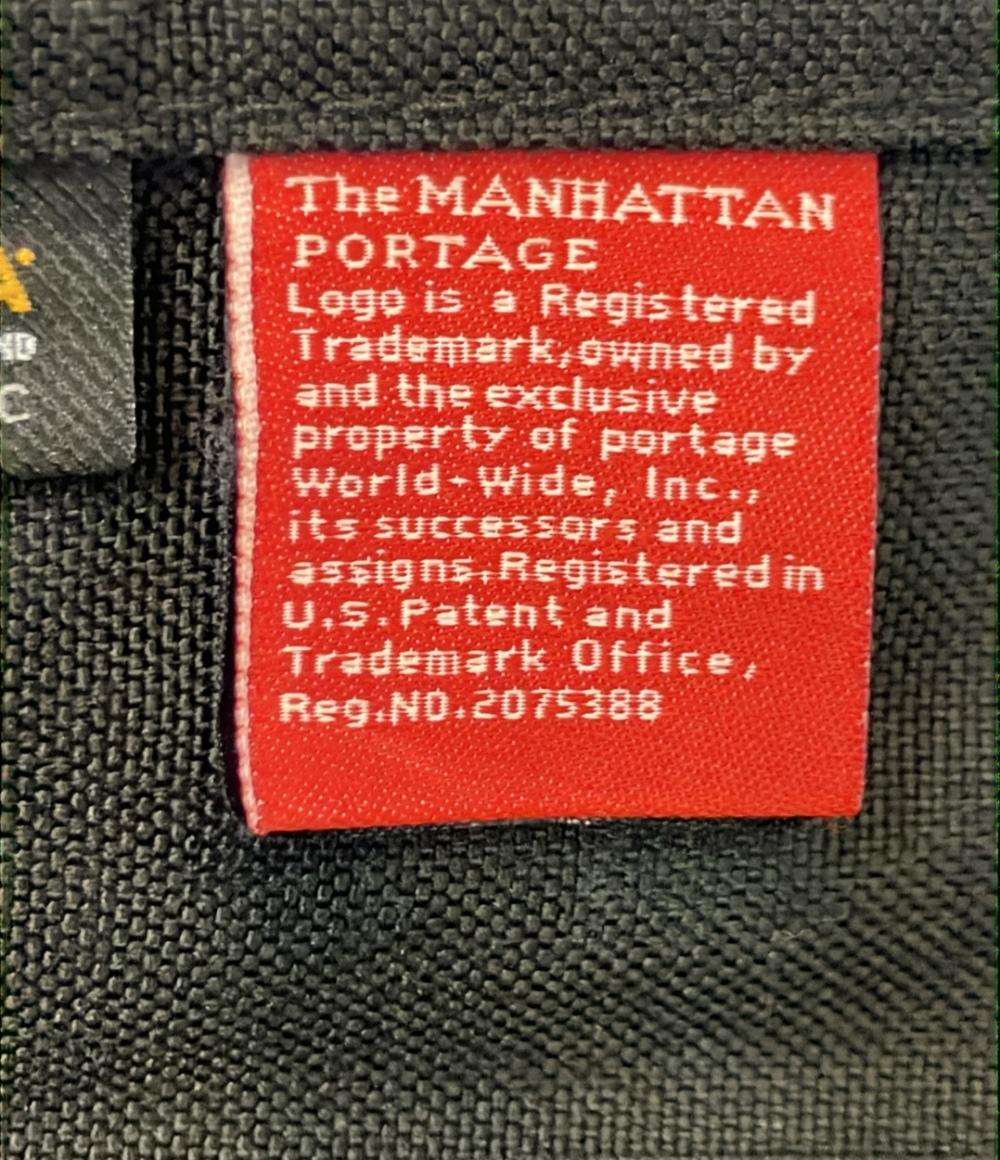 The MANHATTAN
PORTAGE
Logo is a Registered
Trademark,owned by
and the exclusive
property of portage
World-Wide, Inc.,
its successors and
assigns.Registered in
U.S.Patent and
Trademark Office,
Reg.NO.2075388